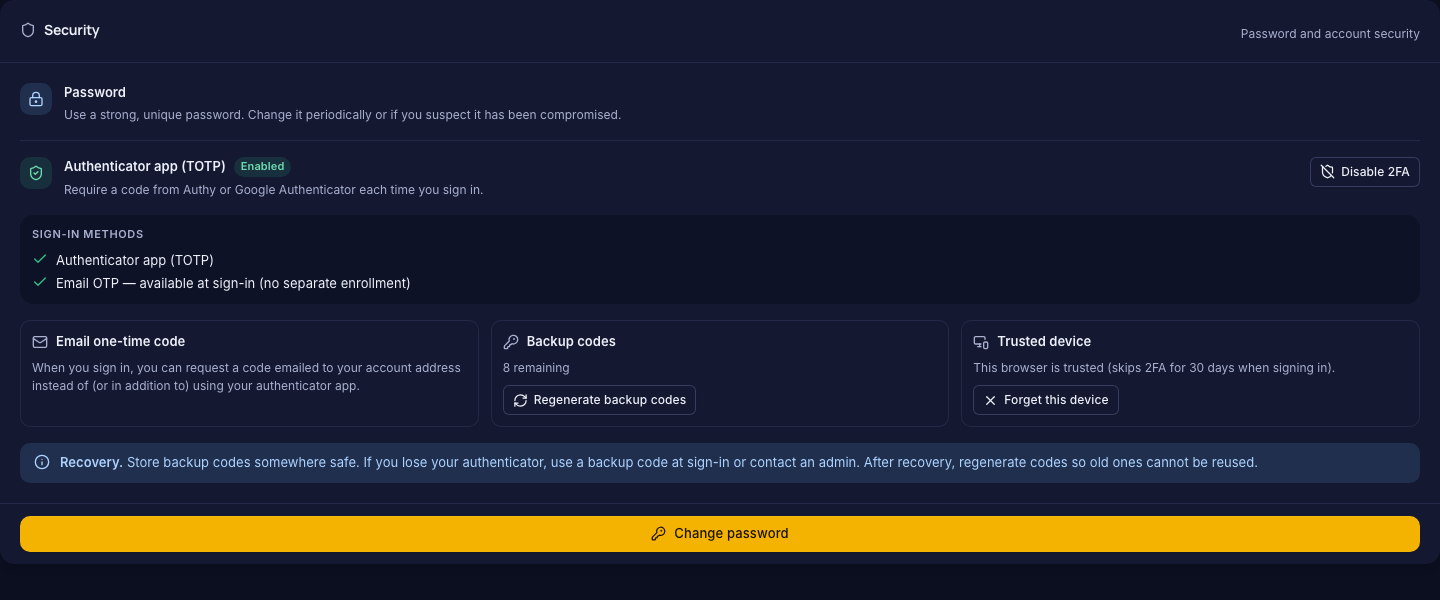 Security
Password and account security
Password
Use a strong, unique password. Change it periodically or if you suspect it has been compromised.
Authenticator app (TOTP) Enabled
Require a code from Authy or Google Authenticator each time you sign in.
Disable 2FA
SIGN-IN METHODS
Authenticator app (TOTP)
Email OTP — available at sign-in (no separate enrollment)
Email one-time code
When you sign in, you can request a code emailed to your account address
instead of (or in addition to) using your authenticator app.
Backup codes
8 remaining
Regenerate backup codes
Trusted device
This browser is trusted (skips 2FA for 30 days when signing in).
Forget this device
Recovery. Store backup codes somewhere safe. If you lose your authenticator, use a backup code at sign-in or contact an admin. After recovery, regenerate codes so old ones cannot be reused.
Change password